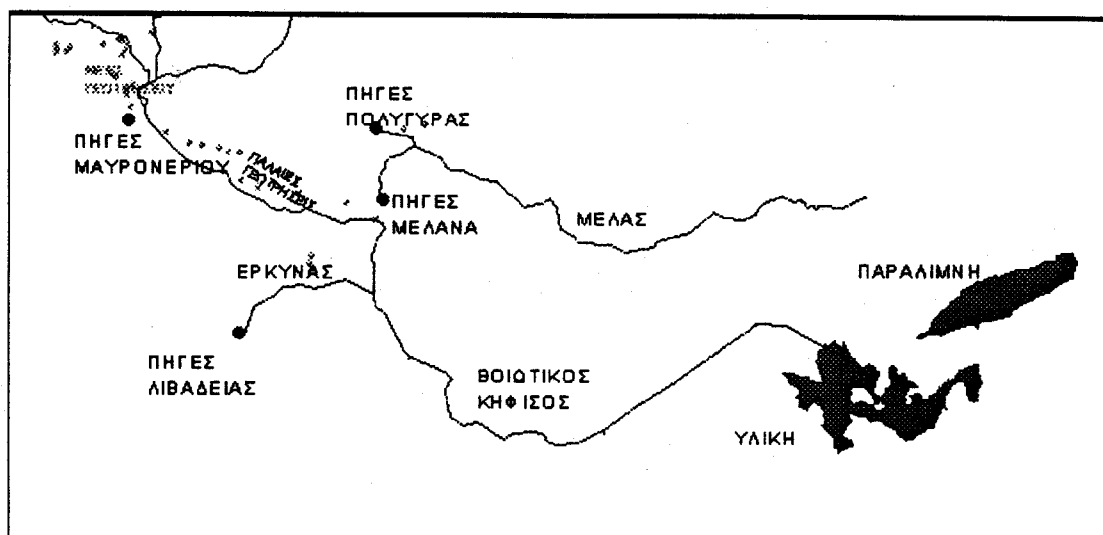 ΠΗΓΕΣ
ΜΑΥΡΟΝΕΡΙΟΥ
ΠΗΓΕΣ
ΠΟΛΥΓΥΡΑΣ
ΠΑΛΑΙΕΣ
ΓΕΩΤΡΗΣΕΙΣ
ΠΗΓΕΣ
ΜΕΛΑΝΑ
ΜΕΛΑΣ
ΕΡΚΥΝΑΣ
ΠΑΡΑΛΙΜΝΗ
ΠΗΓΕΣ
ΛΙΒΑΔΕΙΑΣ
ΒΟΙΩΤΙΚΟΣ
ΚΗΦΙΣΟΣ
ΥΛΙΚΗ